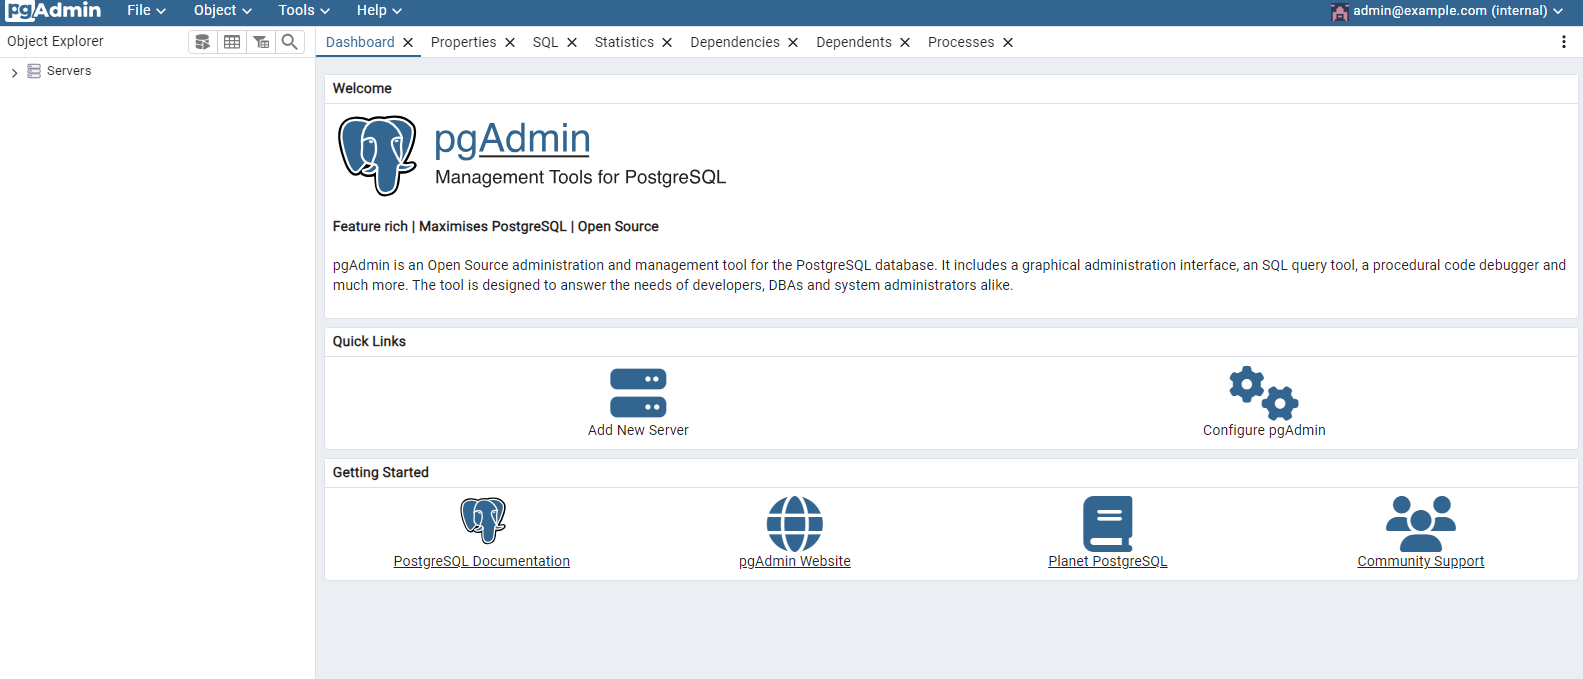 pgAdmin File Object Tools Help admin@example.com (internal)
Object Explorer
Dashboard Properties SQL Statistics Dependencies Dependents Processes
Servers
Welcome
pgAdmin
Management Tools for PostgreSQL
Feature rich | Maximises PostgreSQL | Open Source
pgAdmin is an Open Source administration and management tool for the PostgreSQL database. It includes a graphical administration interface, an SQL query tool, a procedural code debugger and
much more. The tool is designed to answer the needs of developers, DBAs and system administrators alike.
Quick Links
Add New Server Configure pgAdmin
Getting Started
PostgreSQL Documentation pgAdmin Website Planet PostgreSQL Community Support